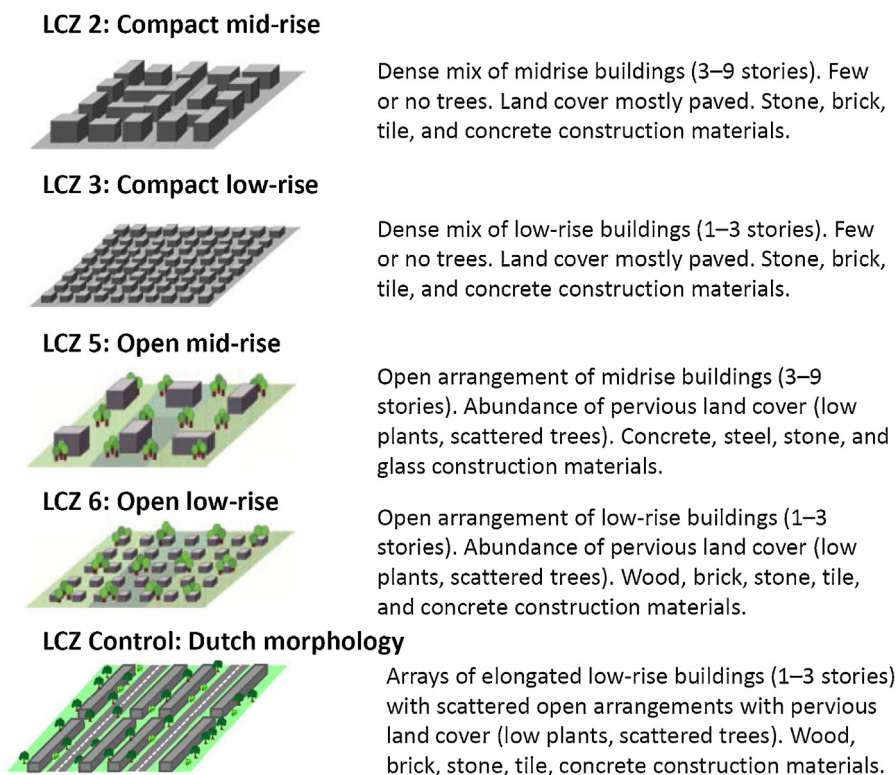 LCZ 2: Compact mid-rise
Dense mix of midrise buildings (3–9 stories). Few
or no trees. Land cover mostly paved. Stone, brick,
tile, and concrete construction materials.
LCZ 3: Compact low-rise
Dense mix of low-rise buildings (1–3 stories). Few
or no trees. Land cover mostly paved. Stone, brick,
tile, and concrete construction materials.
LCZ 5: Open mid-rise
Open arrangement of midrise buildings (3–9
stories). Abundance of pervious land cover (low
plants, scattered trees). Concrete, steel, stone, and
glass construction materials.
LCZ 6: Open low-rise
Open arrangement of low-rise buildings (1–3
stories). Abundance of pervious land cover (low
plants, scattered trees). Wood, brick, stone, tile,
and concrete construction materials.
LCZ Control: Dutch morphology
Arrays of elongated low-rise buildings (1–3 stories)
with scattered open arrangements with pervious
land cover (low plants, scattered trees). Wood,
brick, stone, tile, concrete construction materials.